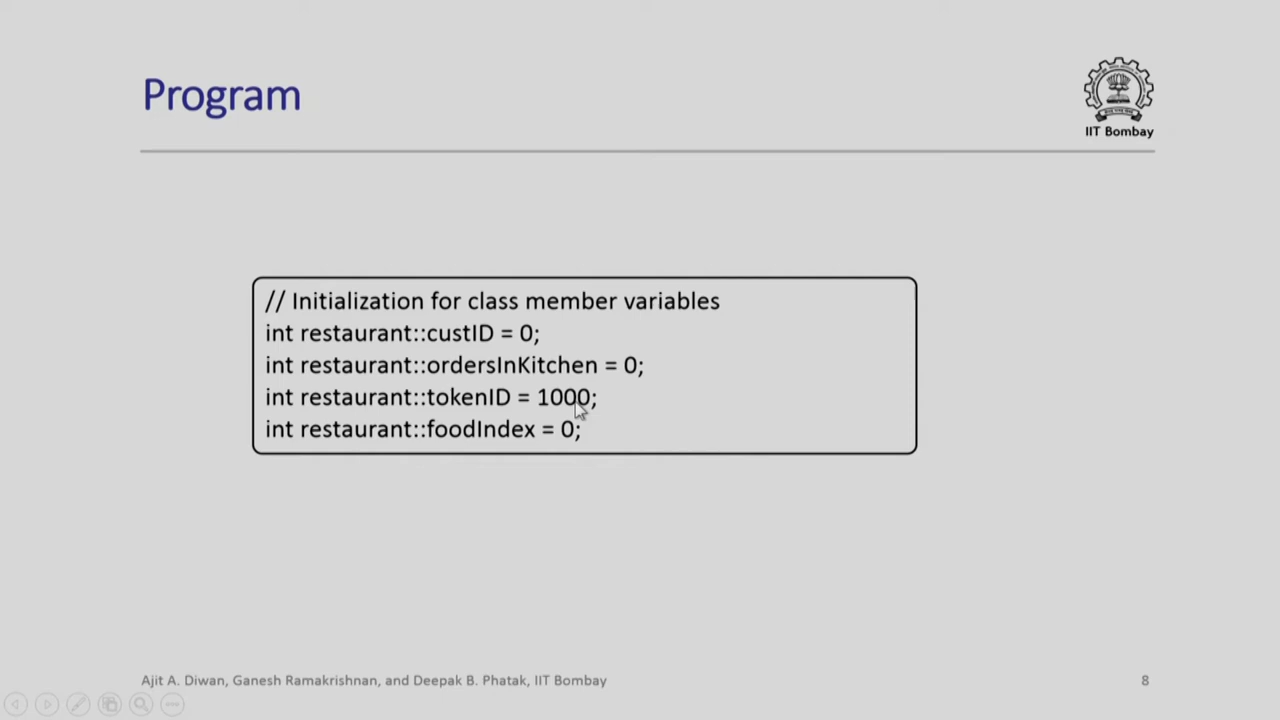 Program
IIT Bombay
// Initialization for class member variables
int restaurant::custID = 0;
int restaurant::ordersInKitchen = 0;
int restaurant::tokenID = 1000;
int restaurant::foodIndex = 0;
Ajit A. Diwan, Ganesh Ramakrishnan, and Deepak B. Phatak, IIT Bombay
8